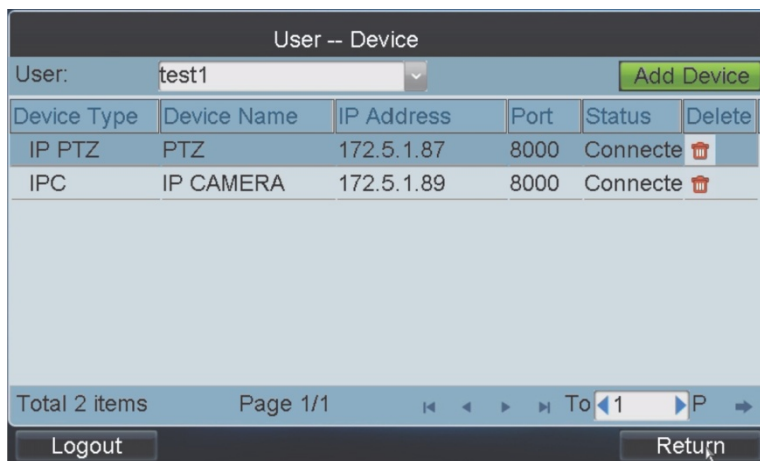 User -- Device
User: test1 Add Device
Device Type Device Name IP Address Port Status Delete
IP PTZ PTZ 172.5.1.87 8000 Connecte
IPC IP CAMERA 172.5.1.89 8000 Connecte
Total 2 items Page 1/1 To 1 P
Logout Return